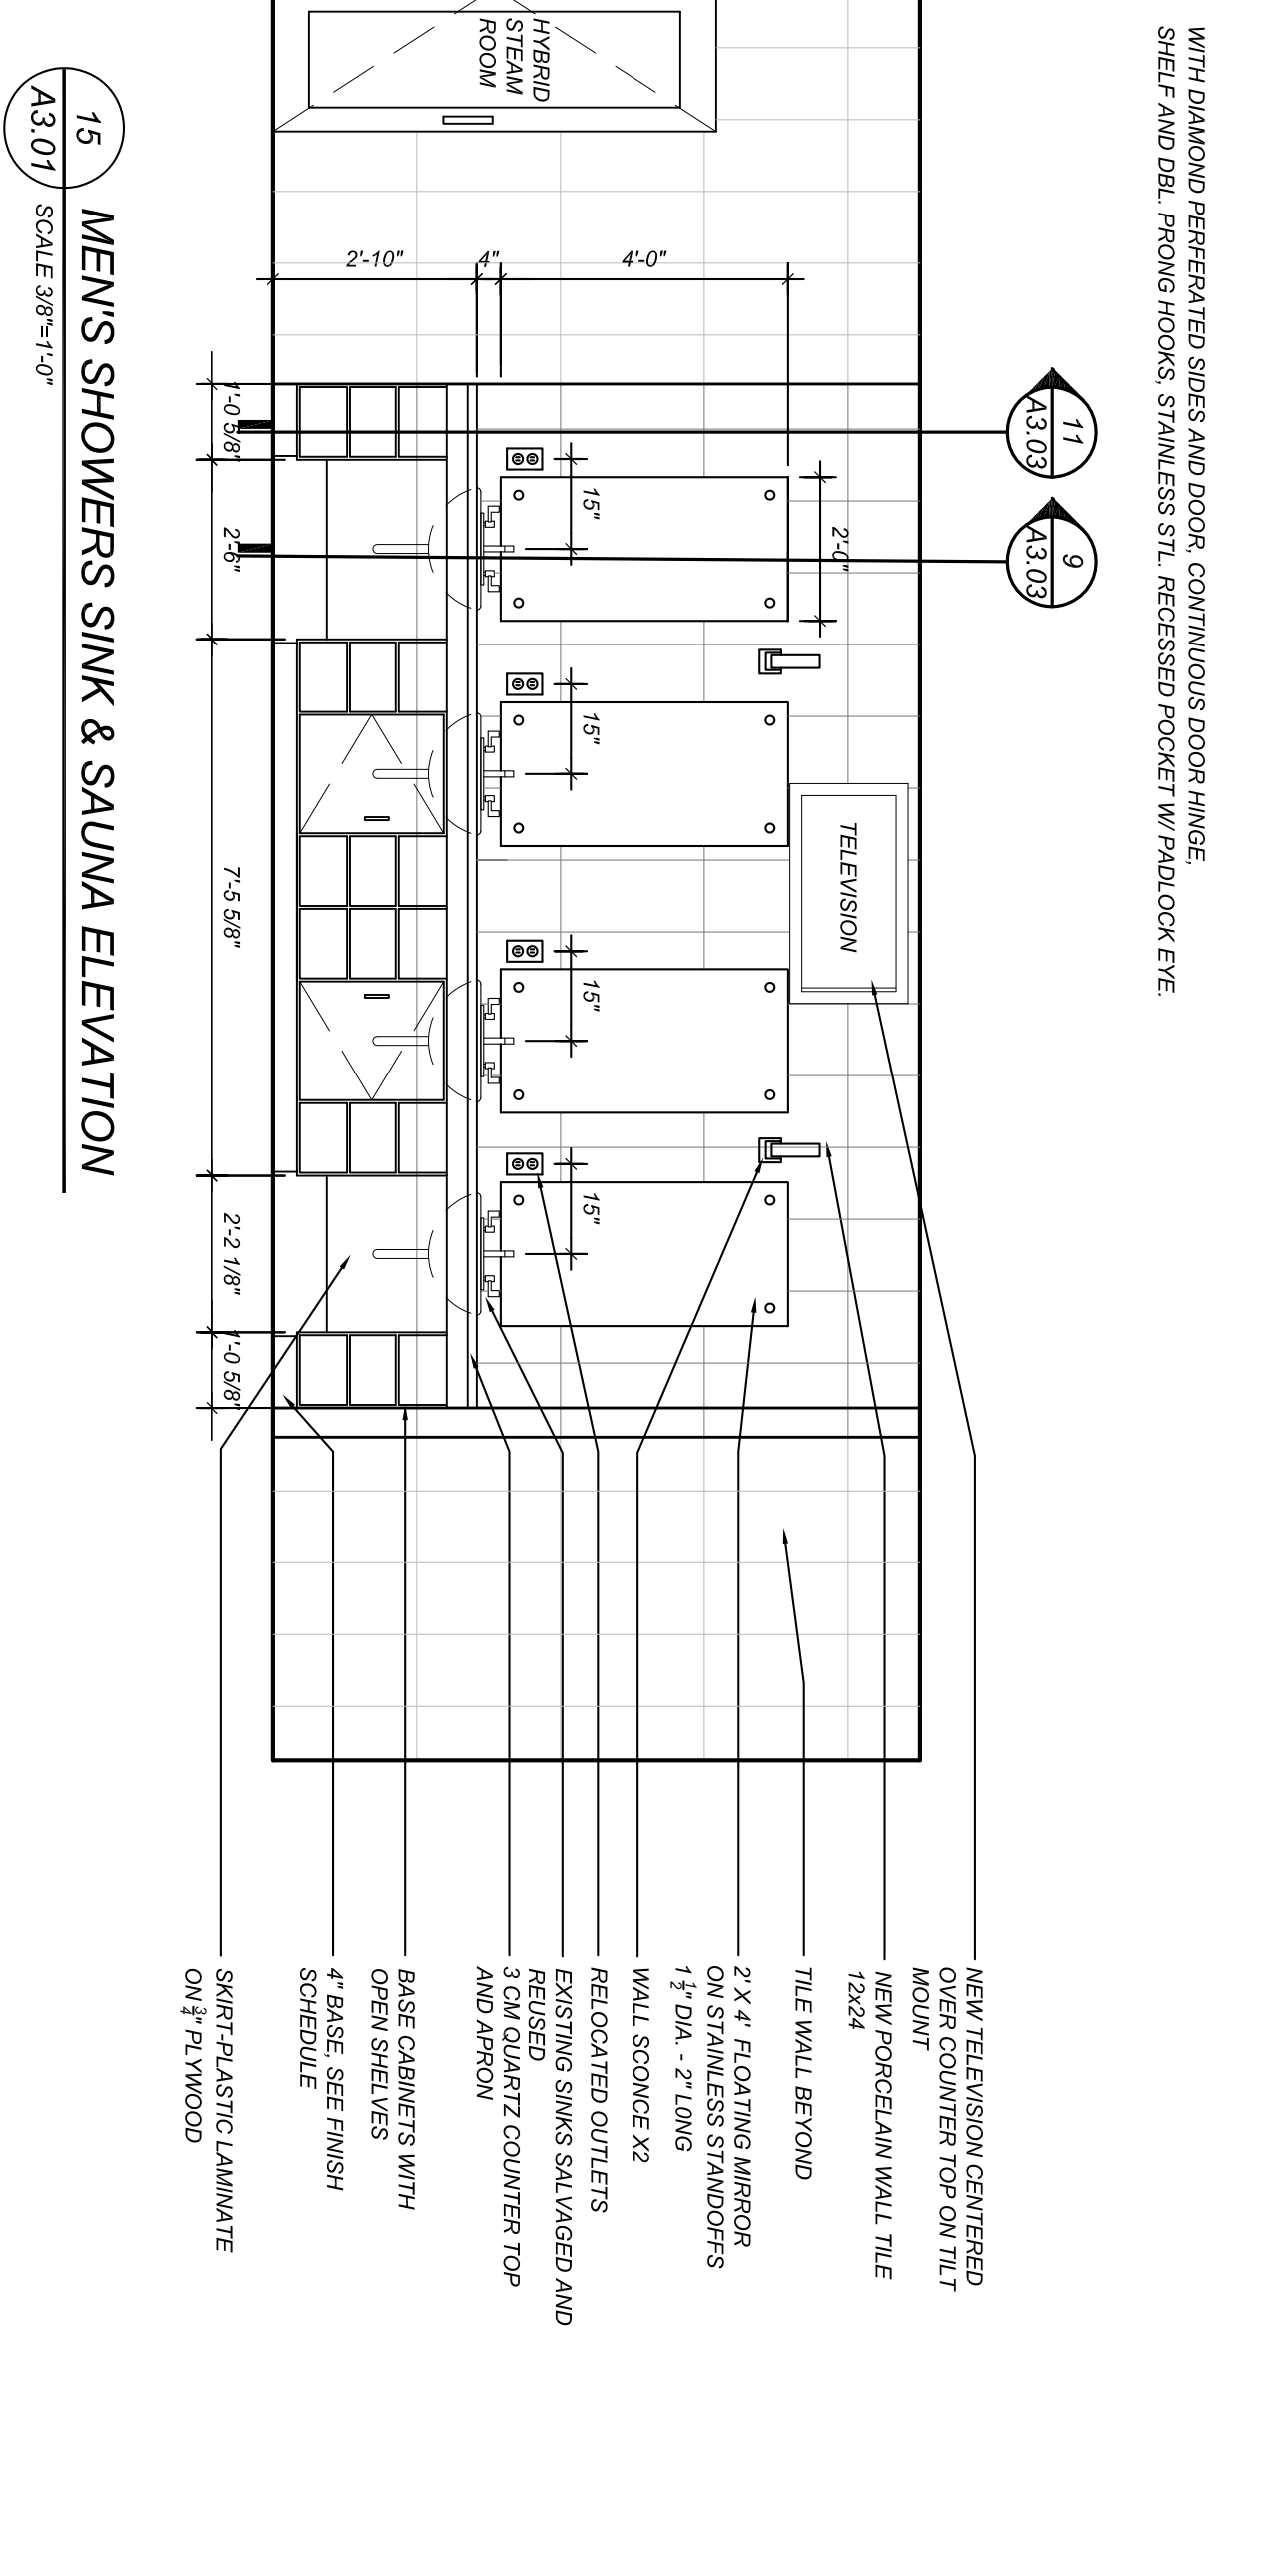 WITH DIAMOND PERFERATED SIDES AND DOOR, CONTINUOUS DOOR HINGE,
SHELF AND DBL. PRONG HOOKS, STAINLESS STL. RECESSED POCKET W/ PADLOCK EYE.
11
A3.03
9
A3.03
HYBRID
STEAM
ROOM
TELEVISION
2'-0"
4'-0"
4"
2'-10"
15"
15"
15"
15"
1'-0 5/8"
2'-6"
7'-5 5/8"
2'-2 1/8"
1'-0 5/8"
NEW TELEVISION CENTERED
OVER COUNTER TOP ON TILT
MOUNT
NEW PORCELAIN WALL TILE
12x24
TILE WALL BEYOND
2' X 4' FLOATING MIRROR
ON STAINLESS STANDOFFS
1 1/2" DIA. - 2" LONG
WALL SCONCE X2
RELOCATED OUTLETS
EXISTING SINKS SALVAGED AND
REUSED
3 CM QUARTZ COUNTER TOP
AND APRON
BASE CABINETS WITH
OPEN SHELVES
4" BASE, SEE FINISH
SCHEDULE
SKIRT-PLASTIC LAMINATE
ON 3/4" PLYWOOD
15
A3.01
MEN'S SHOWERS SINK & SAUNA ELEVATION
SCALE 3/8"=1'-0"